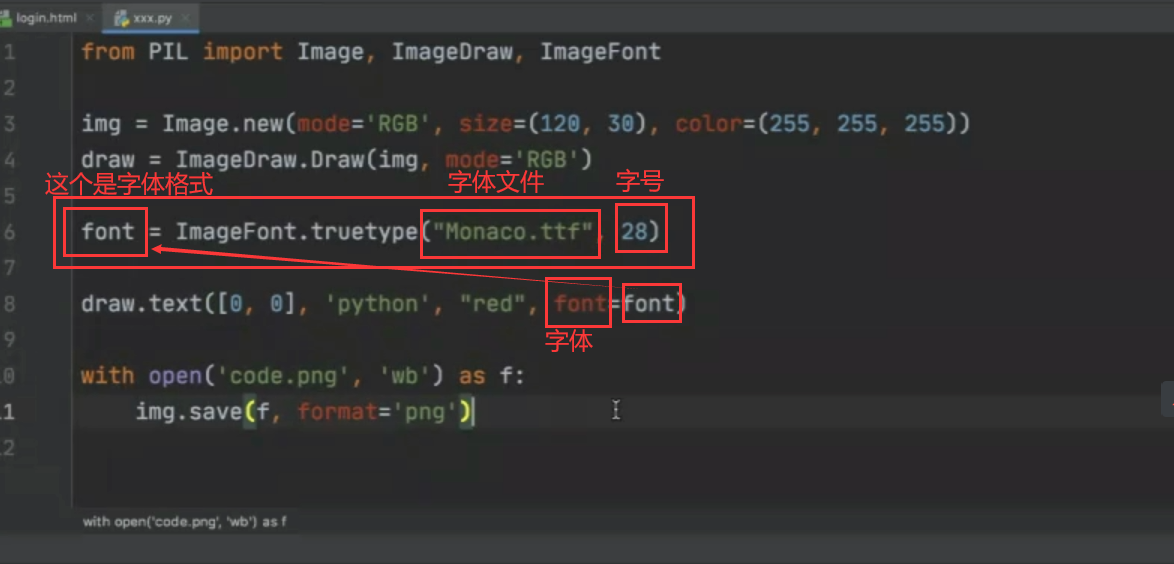 login.html xxx.py
1 from PIL import Image, ImageDraw, ImageFont
2
3 img = Image.new(mode='RGB', size=(120, 30), color=(255, 255, 255))
4 draw = ImageDraw.Draw(img, mode='RGB')
这个是字体格式 字体文件 字号
5
6 font = ImageFont.truetype("Monaco.ttf", 28)
7
8 draw.text([0, 0], 'python', "red", font=font)
字体
9
0 with open('code.png', 'wb') as f:
1 img.save(f, format='png')
2
with open('code.png', 'wb') as f